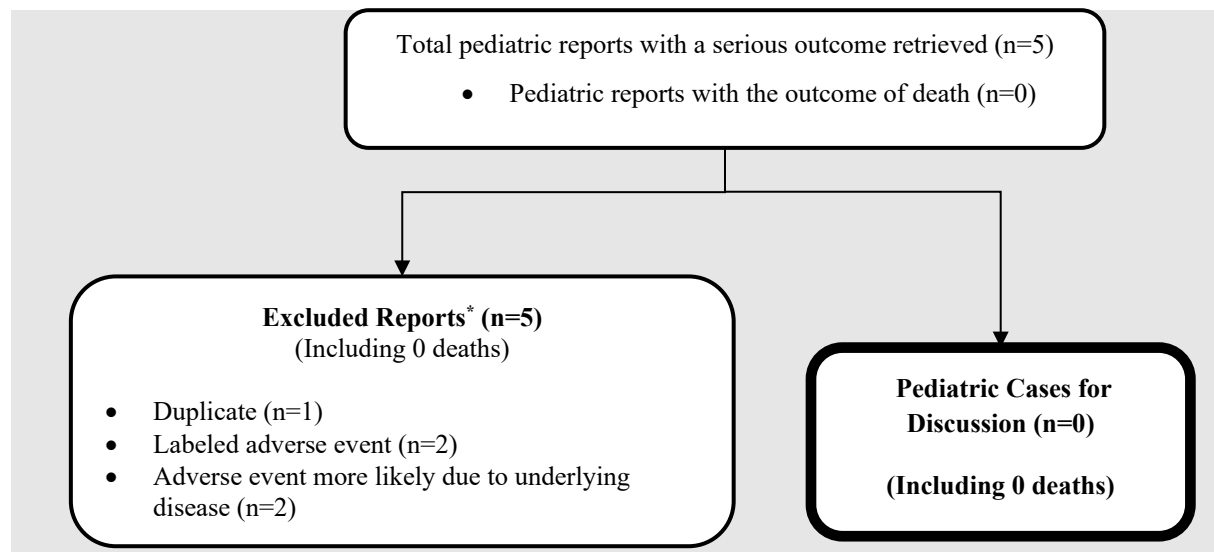 Total pediatric reports with a serious outcome retrieved (n=5)
• Pediatric reports with the outcome of death (n=0)
Excluded Reports* (n=5)
(Including 0 deaths)
• Duplicate (n=1)
• Labeled adverse event (n=2)
• Adverse event more likely due to underlying
disease (n=2)
Pediatric Cases for
Discussion (n=0)
(Including 0 deaths)